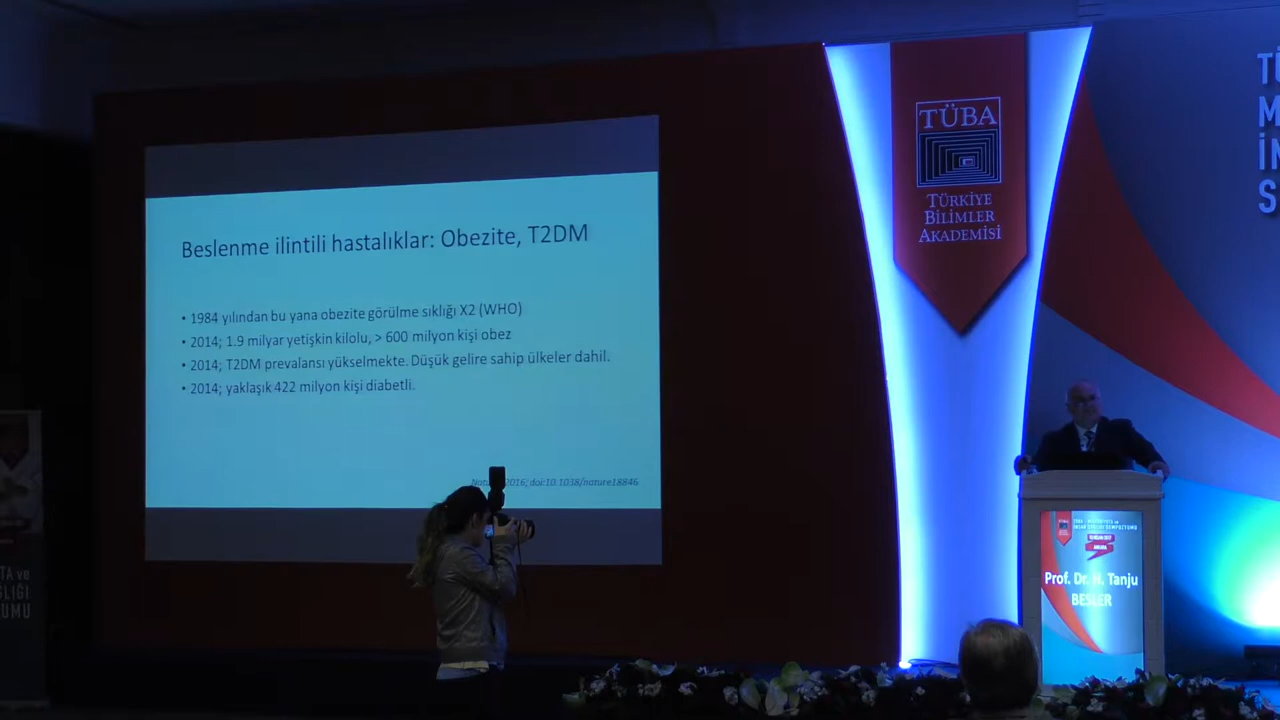 Beslenme ilintili hastalıklar: Obezite, T2DM
• 1984 yılından bu yana obezite görülme sıklığı X2 (WHO)
• 2014; 1.9 milyar yetişkin kilolu, > 600 milyon kişi obez
• 2014; T2DM prevalansı yükselmekte. Düşük gelire sahip ülkeler dahil.
• 2014; yaklaşık 422 milyon kişi diabetli.
2016; doi:10.1038/nature18846
TÜBA
TÜRKİYE
BİLİMLER
AKADEMİSİ
Prof. Dr. H. Tanju
BESLER
TA ve